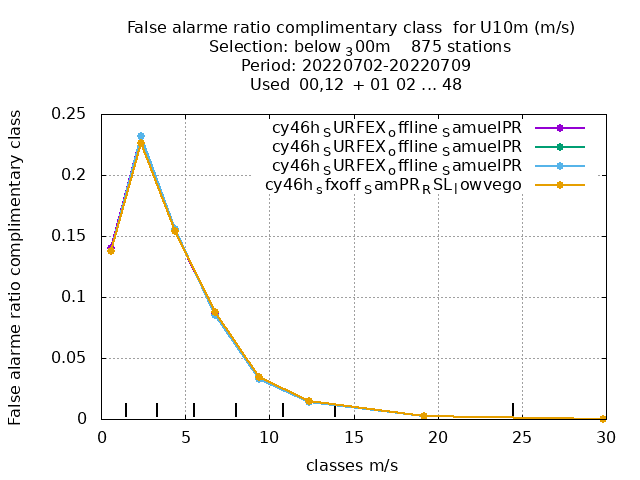 False alarme ratio complimentary class  for U10m (m/s)
Selection: below ₃00m    875 stations
Period: 20220702-20220709
Used  00,12  + 01 02 ... 48
False alarme ratio complimentary class
0.25
0.2
0.15
0.1
0.05
0
cy46h_SURFEX_offline_SamuelPR
cy46h_SURFEX_offline_SamuelPR
cy46h_SURFEX_offline_SamuelPR
cy46h_sfxoff_SamPR_RSL_lowvego
0 5 10 15 20 25 30
classes m/s